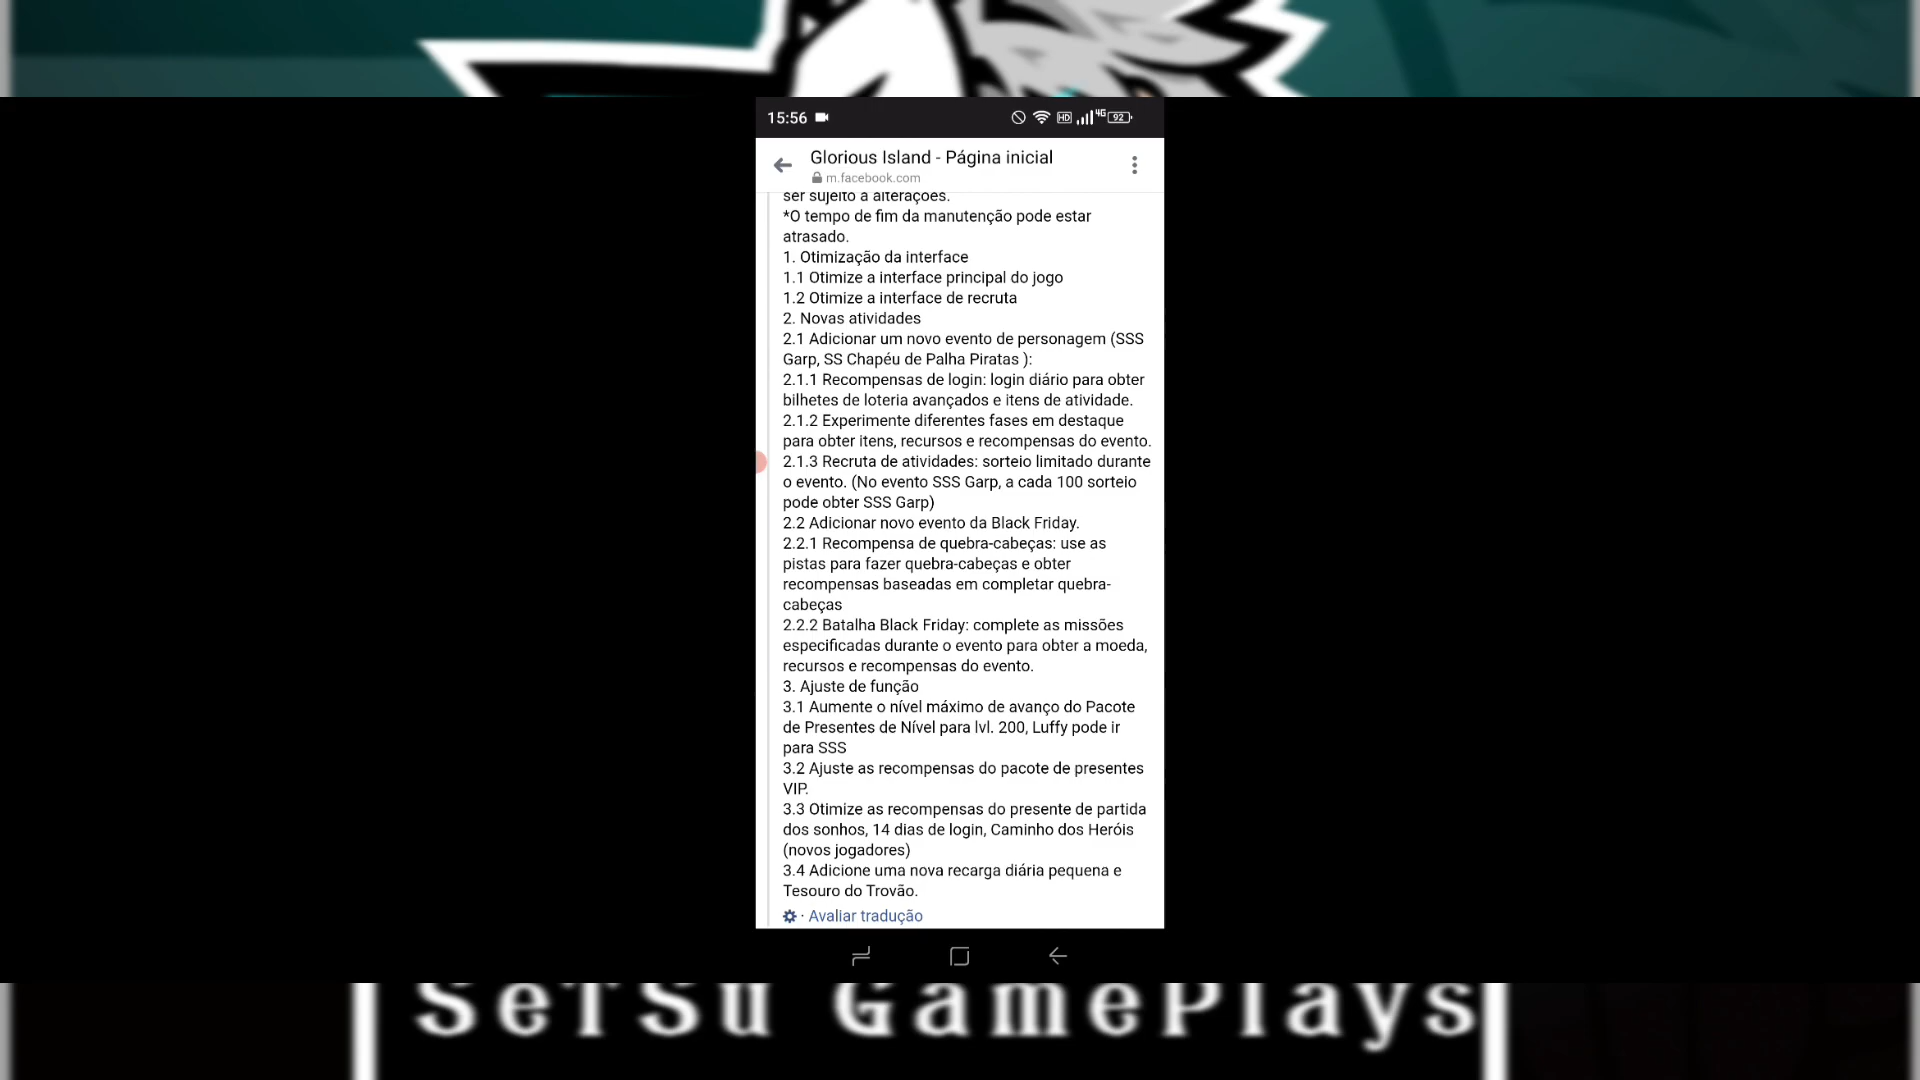 15:56
HD 4G 92
Glorious Island - Página inicial
m.facebook.com
ser sujeito a alterações.
*O tempo de fim da manutenção pode estar
atrasado.
1. Otimização da interface
1.1 Otimize a interface principal do jogo
1.2 Otimize a interface de recruta
2. Novas atividades
2.1 Adicionar um novo evento de personagem (SSS
Garp, SS Chapéu de Palha Piratas ):
2.1.1 Recompensas de login: login diário para obter
bilhetes de loteria avançados e itens de atividade.
2.1.2 Experimente diferentes fases em destaque
para obter itens, recursos e recompensas do evento.
2.1.3 Recruta de atividades: sorteio limitado durante
o evento. (No evento SSS Garp, a cada 100 sorteio
pode obter SSS Garp)
2.2 Adicionar novo evento da Black Friday.
2.2.1 Recompensa de quebra-cabeças: use as
pistas para fazer quebra-cabeças e obter
recompensas baseadas em completar quebra-
cabeças
2.2.2 Batalha Black Friday: complete as missões
especificadas durante o evento para obter a moeda,
recursos e recompensas do evento.
3. Ajuste de função
3.1 Aumente o nível máximo de avanço do Pacote
de Presentes de Nível para lvl. 200, Luffy pode ir
para SSS
3.2 Ajuste as recompensas do pacote de presentes
VIP.
3.3 Otimize as recompensas do presente de partida
dos sonhos, 14 dias de login, Caminho dos Heróis
(novos jogadores)
3.4 Adicione uma nova recarga diária pequena e
Tesouro do Trovão.
· Avaliar tradução
SeTSu GamePlays